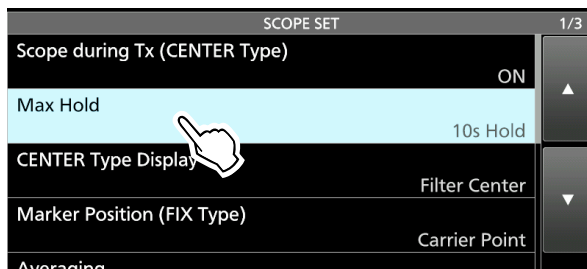 SCOPE SET 1/3
Scope during Tx (CENTER Type)
ON
Max Hold
10s Hold
CENTER Type Display
Filter Center
Marker Position (FIX Type)
Carrier Point
Averaging